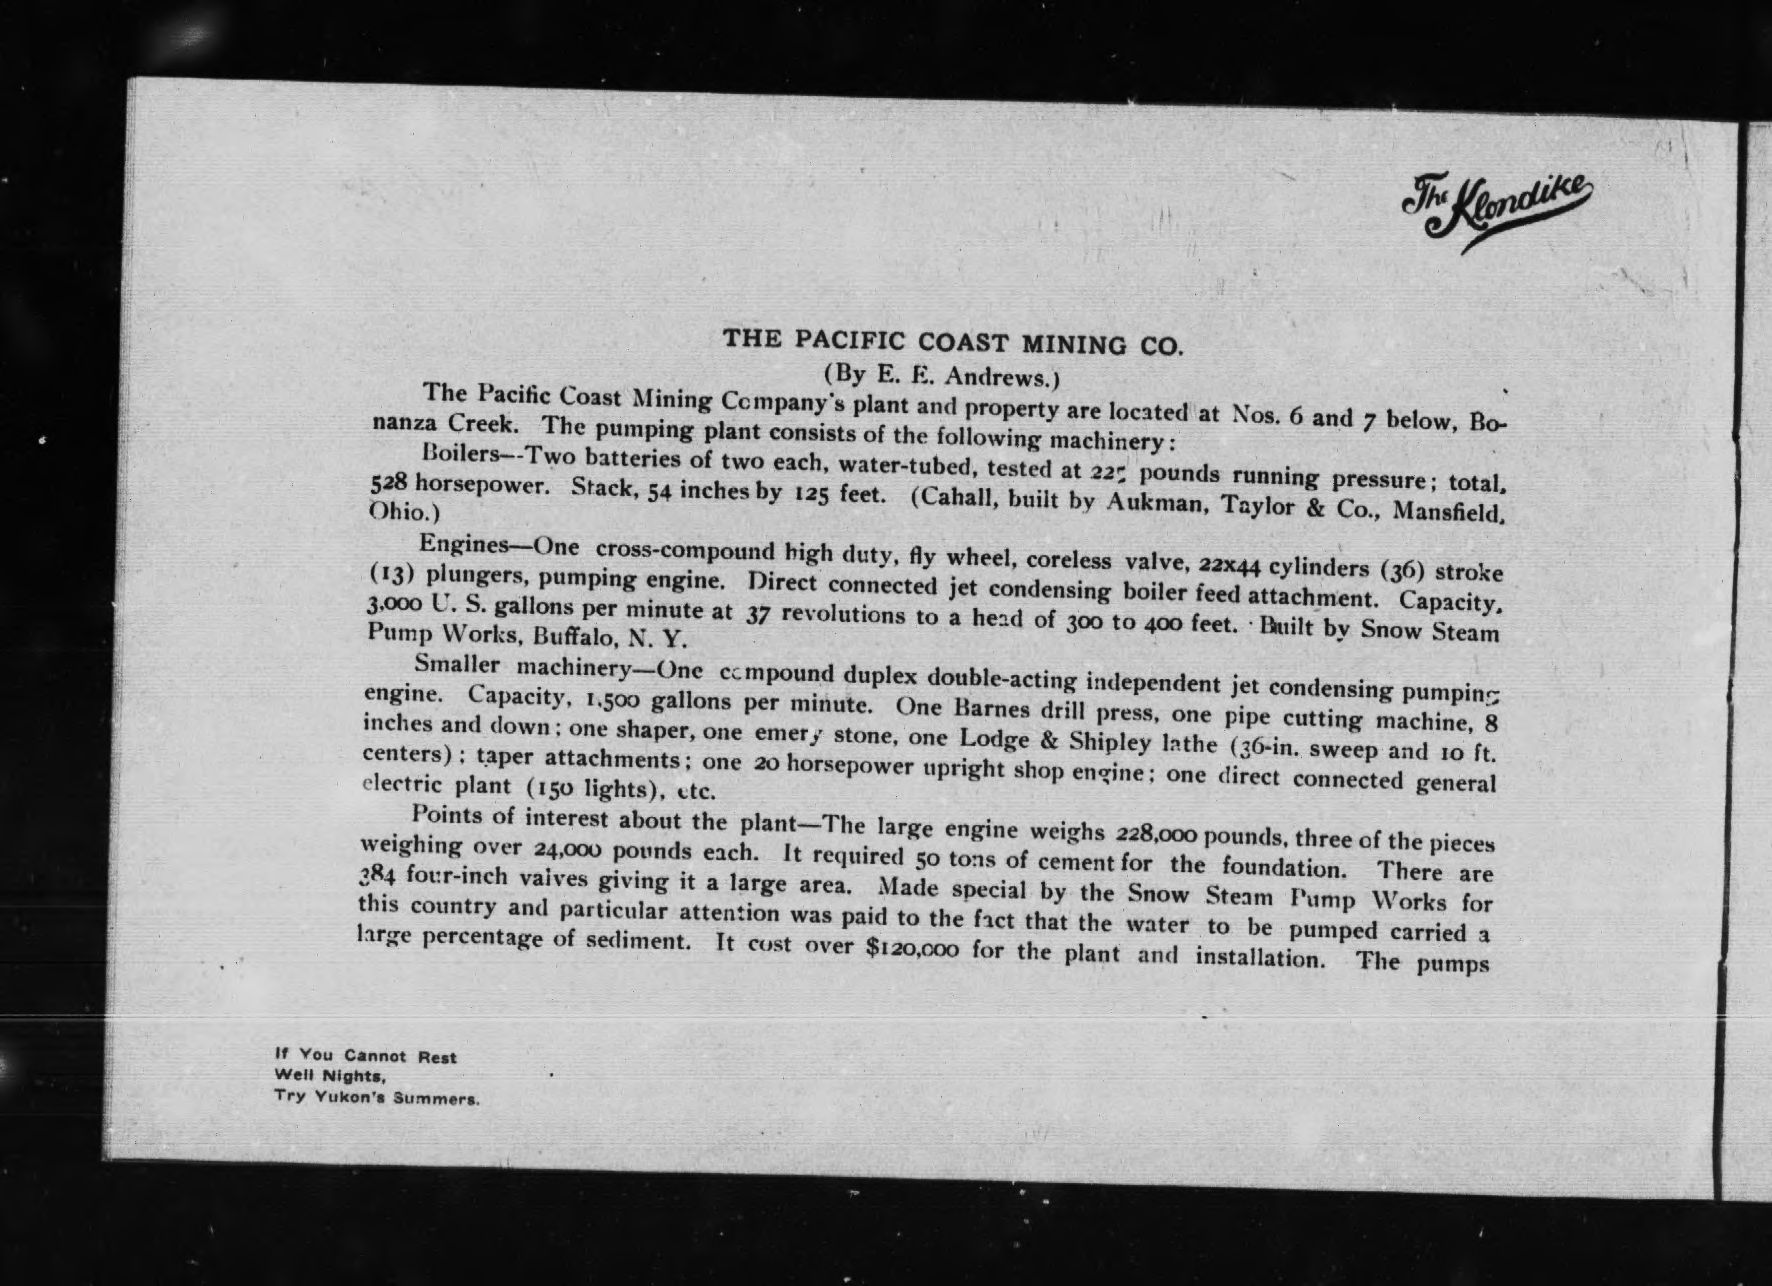 The Klondike
THE PACIFIC COAST MINING CO.
(By E. E. Andrews.)
The Pacific Coast Mining Company's plant and property are located at Nos. 6 and 7 below, Bo-
nanza Creek. The pumping plant consists of the following machinery:
Boilers—-Two batteries of two each, water-tubed, tested at 225 pounds running pressure; total,
528 horsepower. Stack, 54 inches by 125 feet. (Cahall, built by Aukman, Taylor & Co., Mansfield,
Ohio.)
Engines—One cross-compound high duty, fly wheel, coreless valve, 22x44 cylinders (36) stroke
(13) plungers, pumping engine. Direct connected jet condensing boiler feed attachment. Capacity,
3,000 U. S. gallons per minute at 37 revolutions to a head of 300 to 400 feet. Built by Snow Steam
Pump Works, Buffalo, N. Y.
Smaller machinery—One compound duplex double-acting independent jet condensing pumping
engine. Capacity, 1,500 gallons per minute. One Barnes drill press, one pipe cutting machine, 8
inches and down; one shaper, one emery stone, one Lodge & Shipley lathe (36-in. sweep and 10 ft.
centers); taper attachments; one 20 horsepower upright shop engine; one direct connected general
electric plant (150 lights), etc.
Points of interest about the plant—The large engine weighs 228,000 pounds, three of the pieces
weighing over 24,000 pounds each. It required 50 tons of cement for the foundation. There are
384 four-inch valves giving it a large area. Made special by the Snow Steam Pump Works for
this country and particular attention was paid to the fact that the water to be pumped carried a
large percentage of sediment. It cost over $120,000 for the plant and installation. The pumps
If You Cannot Rest
Well Nights,
Try Yukon's Summers.